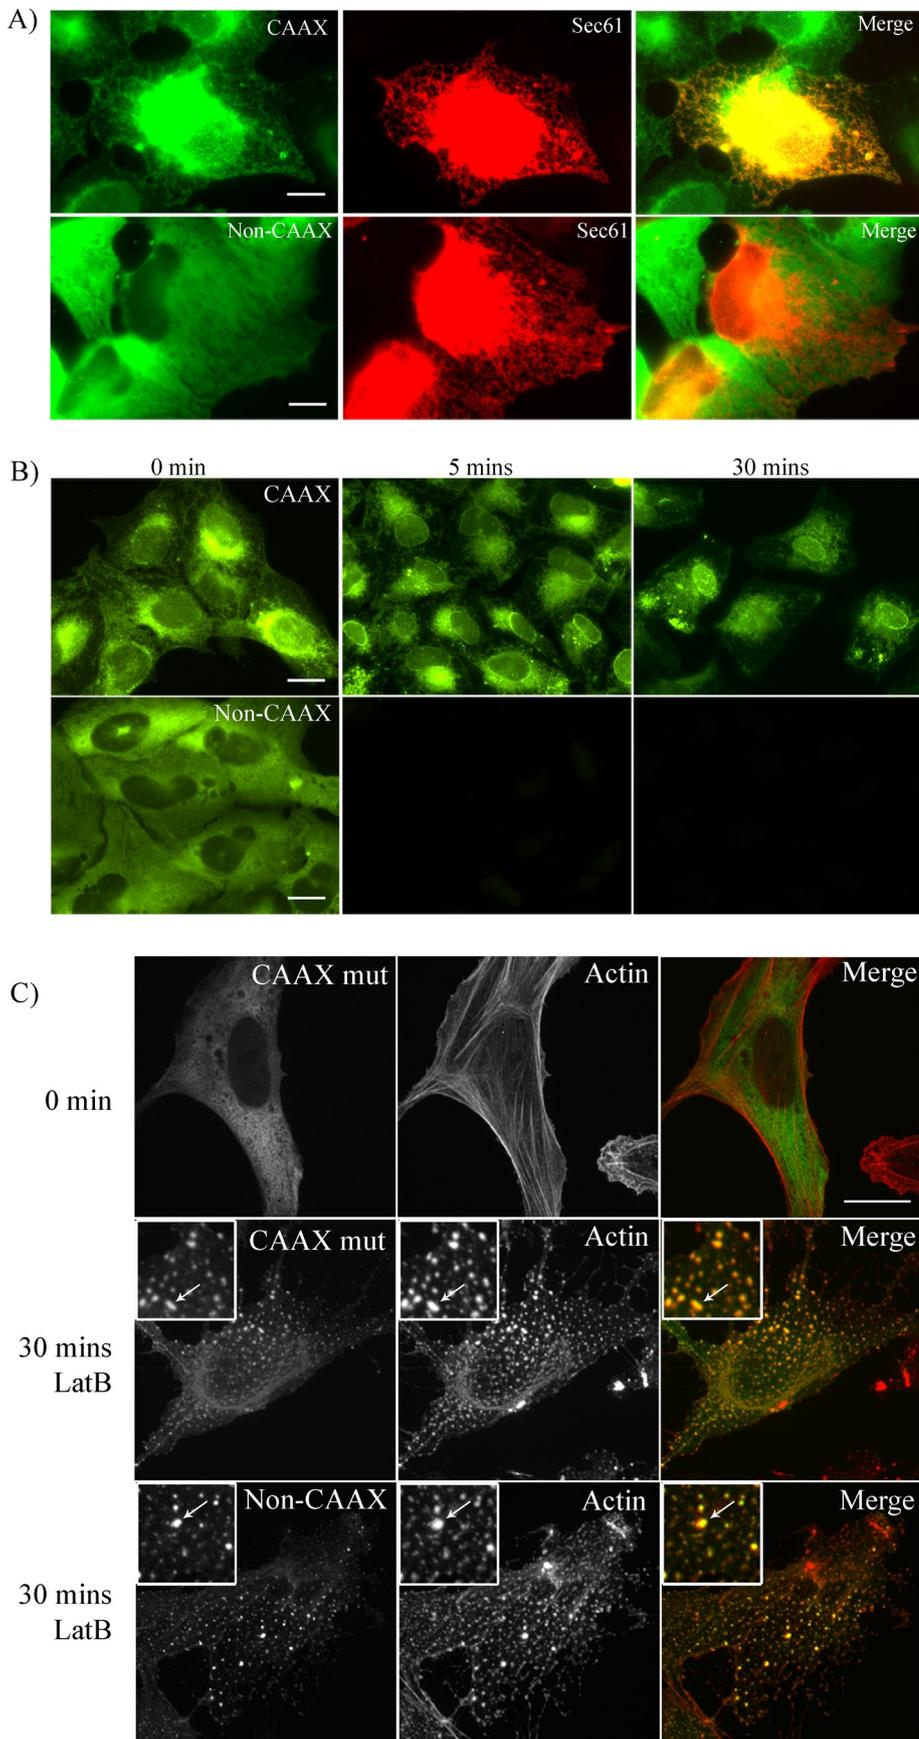 A)
CAAX
Sec61
Merge
Non-CAAX
Sec61
Merge
B)
0 min
5 mins
30 mins
CAAX
Non-CAAX
C)
CAAX mut
Actin
Merge
0 min
CAAX mut
Actin
Merge
30 mins
LatB
Non-CAAX
Actin
Merge
30 mins
LatB